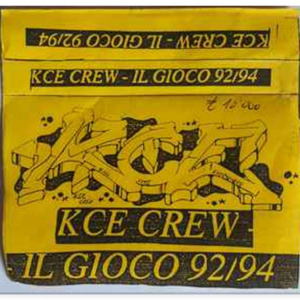 KCE CREW - IL GIOCO 92/94
KCE CREW - IL GIOCO 92/94
₤ 10'000
KCE
KCE CREW -
IL GIOCO 92/94